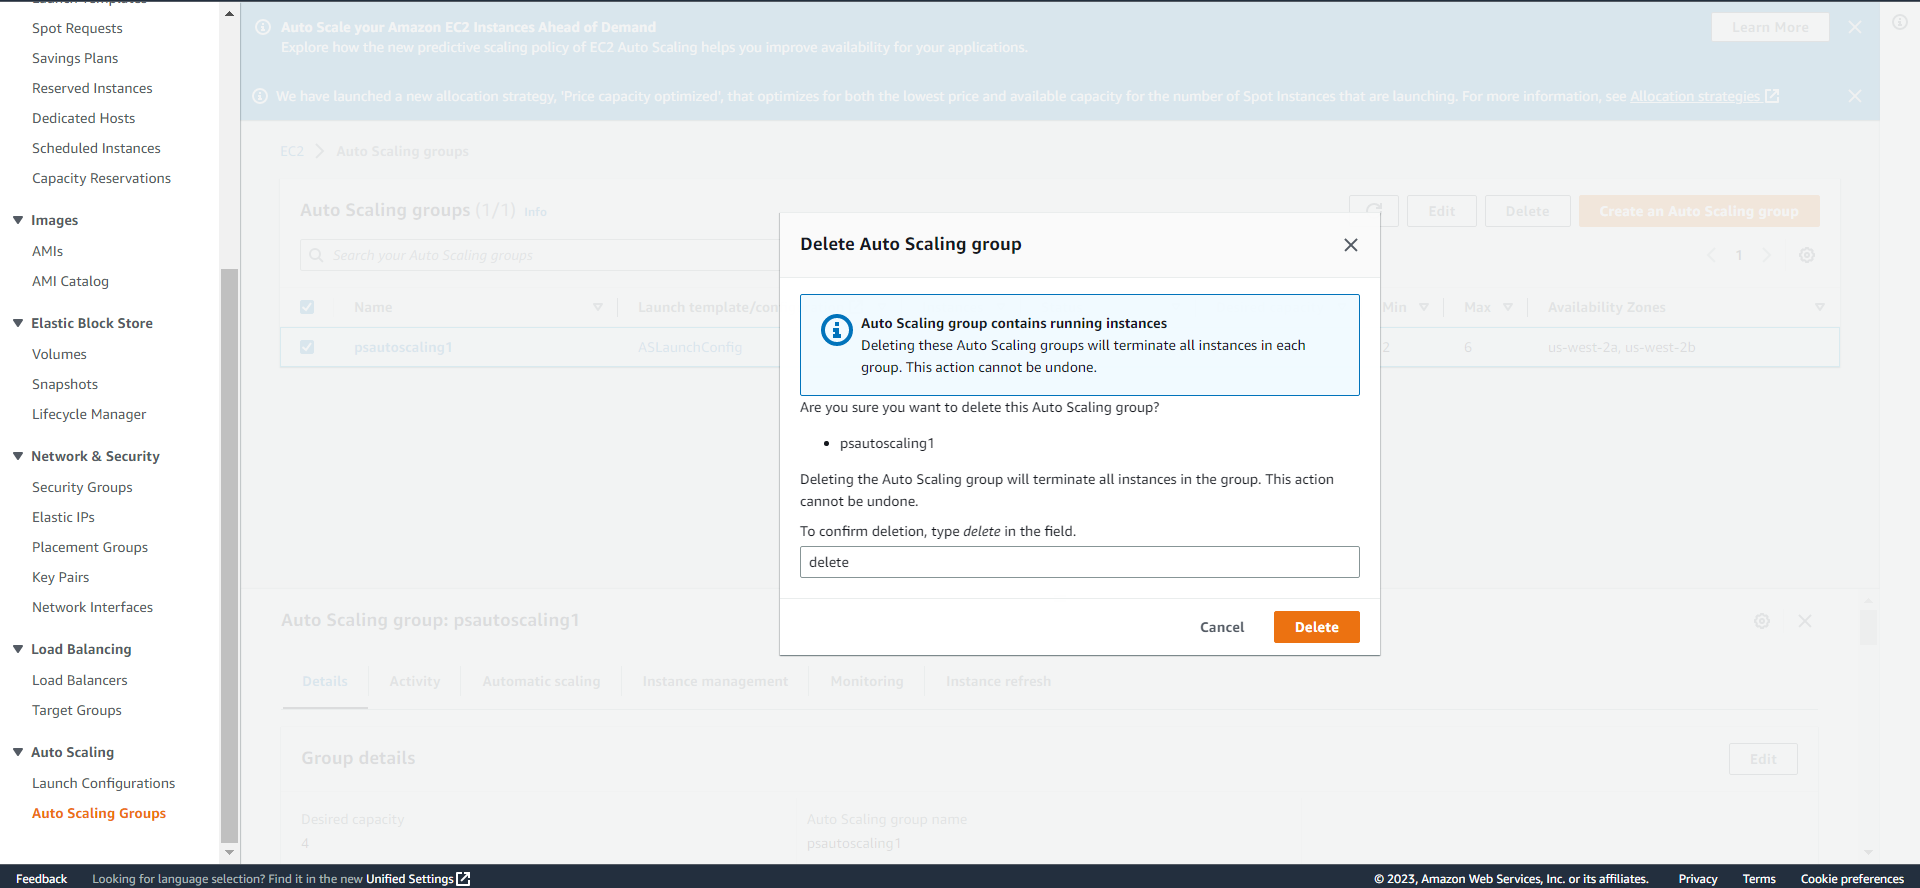 Spot Requests
Savings Plans
Reserved Instances
Dedicated Hosts
Scheduled Instances
Capacity Reservations
Images
AMIs
AMI Catalog
Elastic Block Store
Volumes
Snapshots
Lifecycle Manager
Network & Security
Security Groups
Elastic IPs
Placement Groups
Key Pairs
Network Interfaces
Load Balancing
Load Balancers
Target Groups
Auto Scaling
Launch Configurations
Auto Scaling Groups
Auto Scale your Amazon EC2 Instances Ahead of Demand
Explore how the new predictive scaling policy of EC2 Auto Scaling helps you improve availability for your applications.
Learn More
We have launched a new allocation strategy, 'Price capacity optimized', that optimizes for both the lowest price and available capacity for the number of Spot Instances that are launching. For more information, see Allocation strategies
EC2 Auto Scaling groups
Auto Scaling groups (1/1) Info
Edit Delete Create an Auto Scaling group
Search your Auto Scaling groups
1
Name Launch template/con Min Max Availability Zones
psautoscaling1 ASLaunchConfig 2 6 us-west-2a, us-west-2b
Delete Auto Scaling group
Auto Scaling group contains running instances
Deleting these Auto Scaling groups will terminate all instances in each
group. This action cannot be undone.
Are you sure you want to delete this Auto Scaling group?
• psautoscaling1
Deleting the Auto Scaling group will terminate all instances in the group. This action
cannot be undone.
To confirm deletion, type delete in the field.
delete
Cancel Delete
Auto Scaling group: psautoscaling1
Details Activity Automatic scaling Instance management Monitoring Instance refresh
Group details
Edit
Desired capacity Auto Scaling group name
4 psautoscaling1
Feedback Looking for language selection? Find it in the new Unified Settings © 2023, Amazon Web Services, Inc. or its affiliates. Privacy Terms Cookie preferences